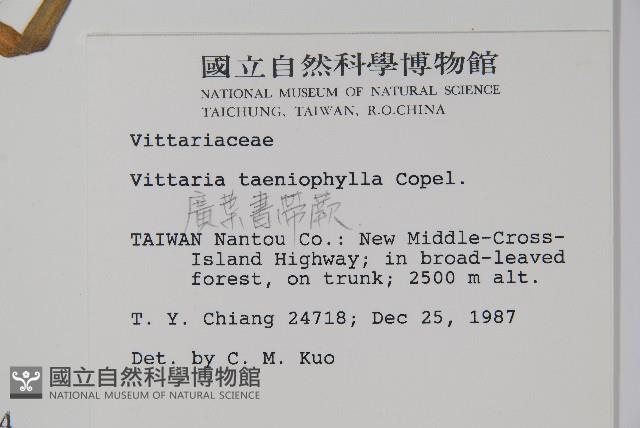 國立自然科學博物館
NATIONAL MUSEUM OF NATURAL SCIENCE
TAICHUNG, TAIWAN, R.O.CHINA
Vittariaceae
Vittaria taeniophylla Copel.
廣葉書帶蕨
TAIWAN Nantou Co.: New Middle-Cross-
Island Highway; in broad-leaved
forest, on trunk; 2500 m alt.
T. Y. Chiang 24718; Dec 25, 1987
Det. by C. M. Kuo
國立自然科學博物館
NATIONAL MUSEUM OF NATURAL SCIENCE